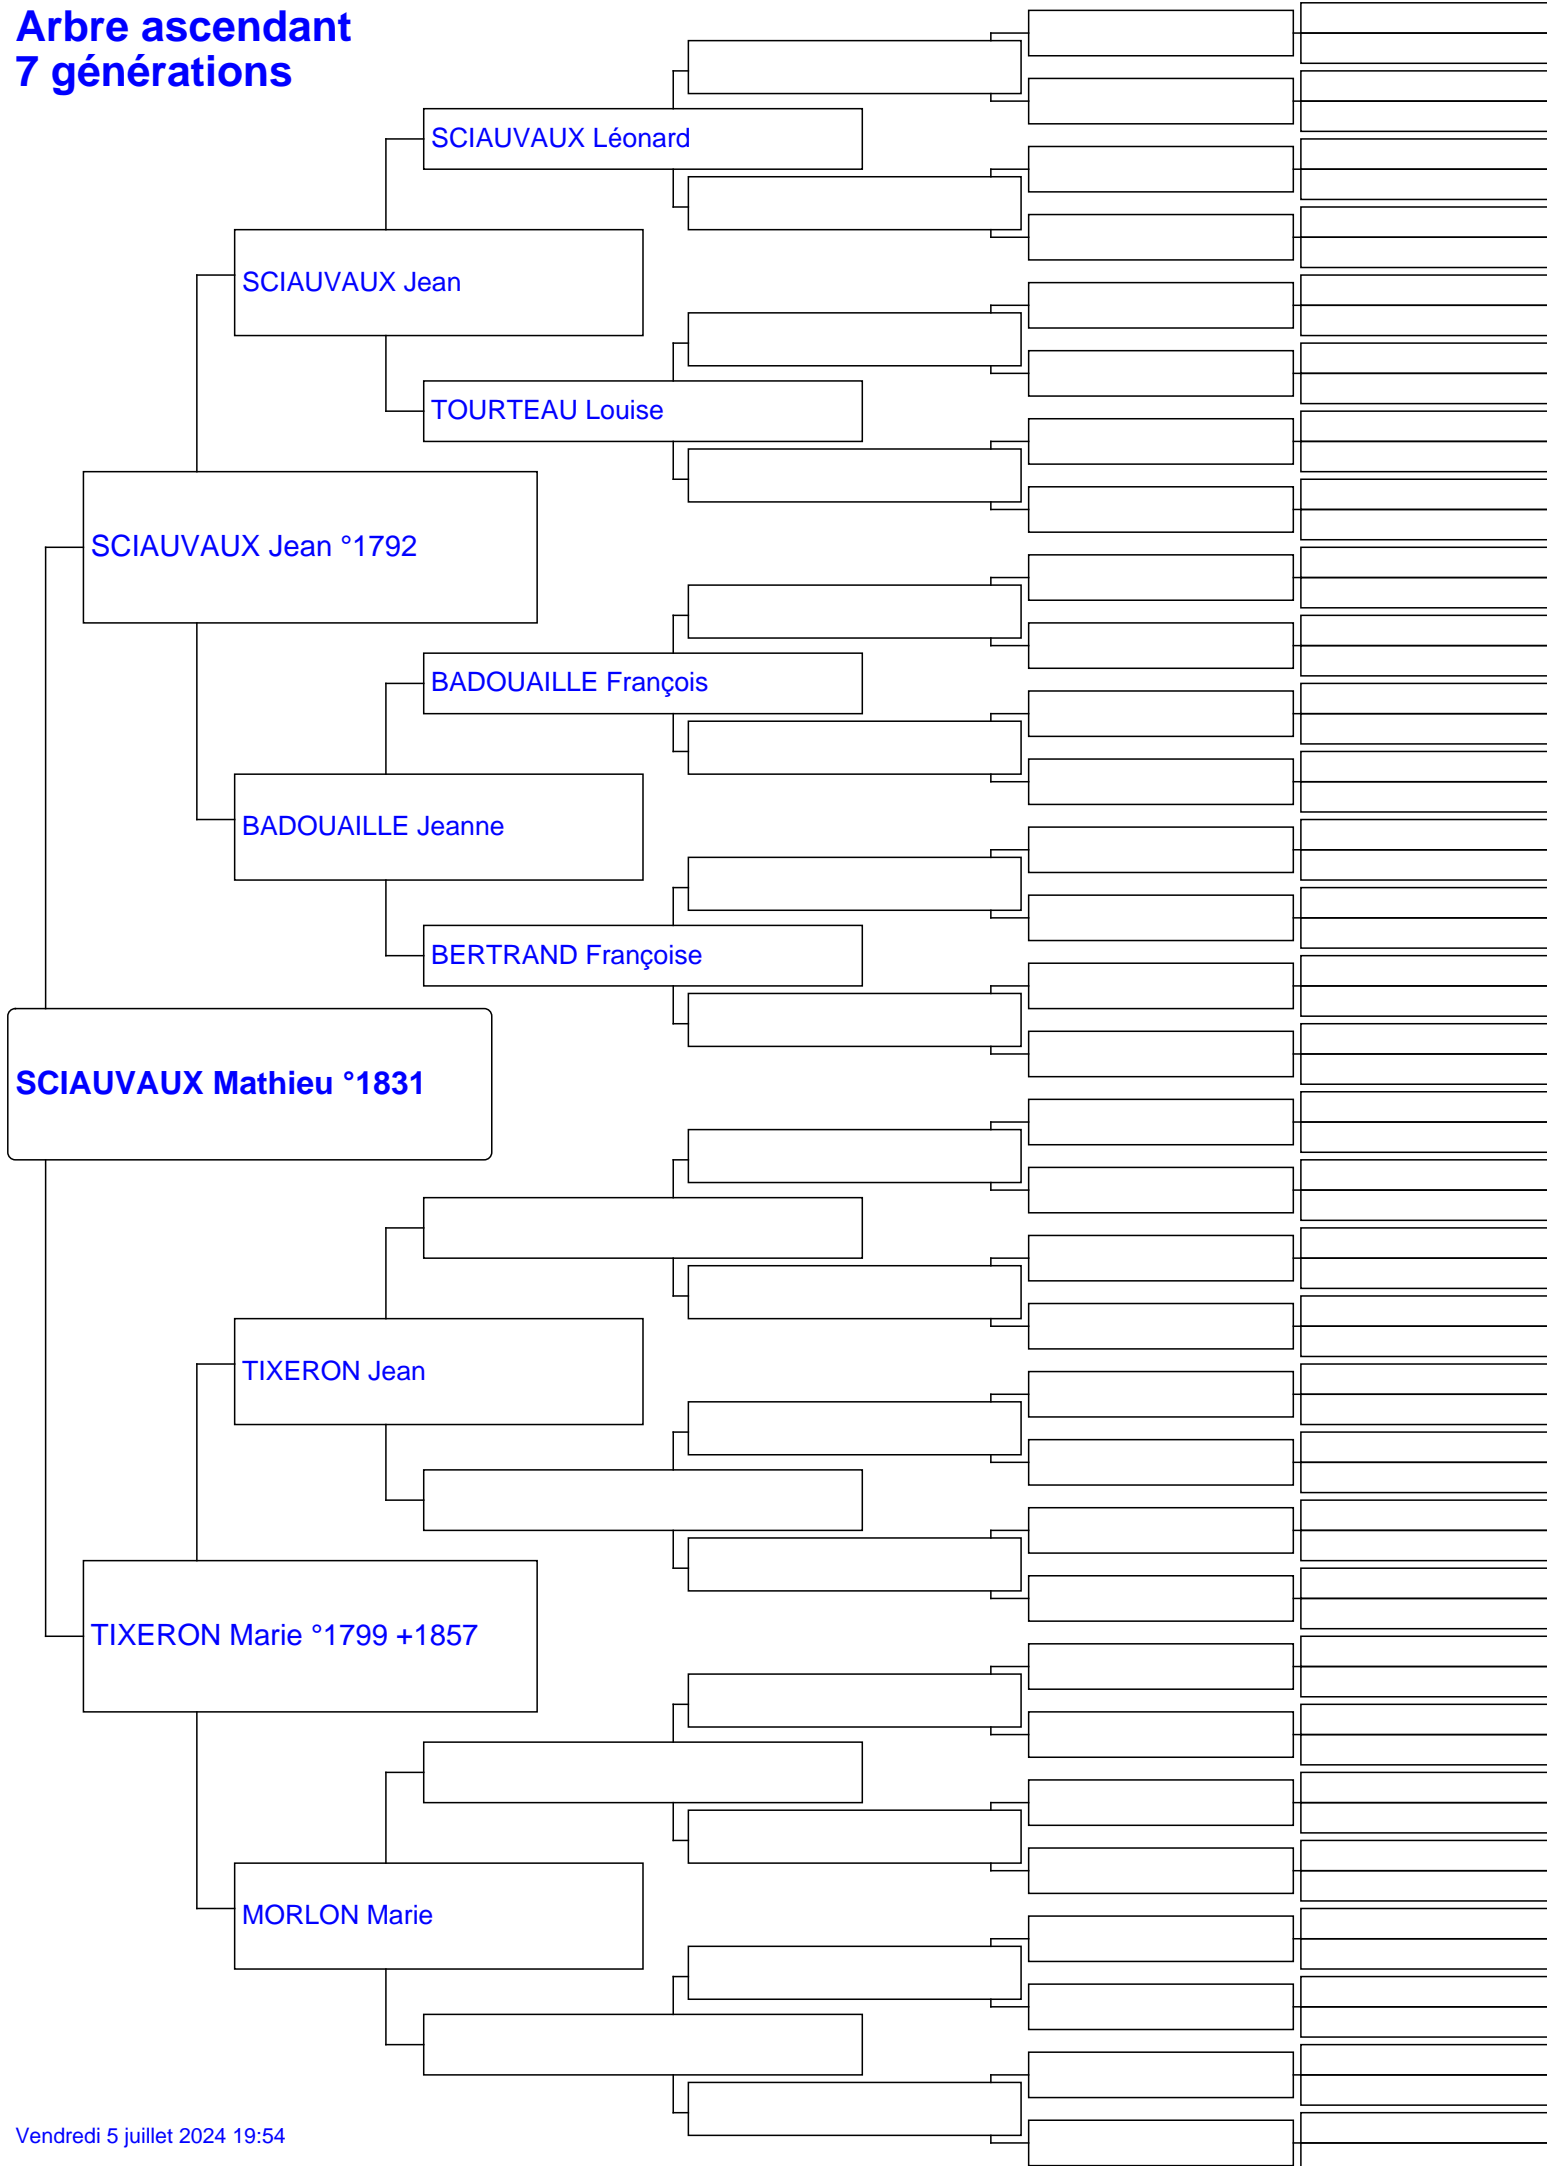 Arbre ascendant
7 générations
SCIAUVAUX Léonard
SCIAUVAUX Jean
TOURTEAU Louise
SCIAUVAUX Jean °1792
BADOUAILLE François
BADOUAILLE Jeanne
BERTRAND Françoise
SCIAUVAUX Mathieu °1831
TIXERON Jean
TIXERON Marie °1799 +1857
MORLON Marie
Vendredi 5 juillet 2024 19:54